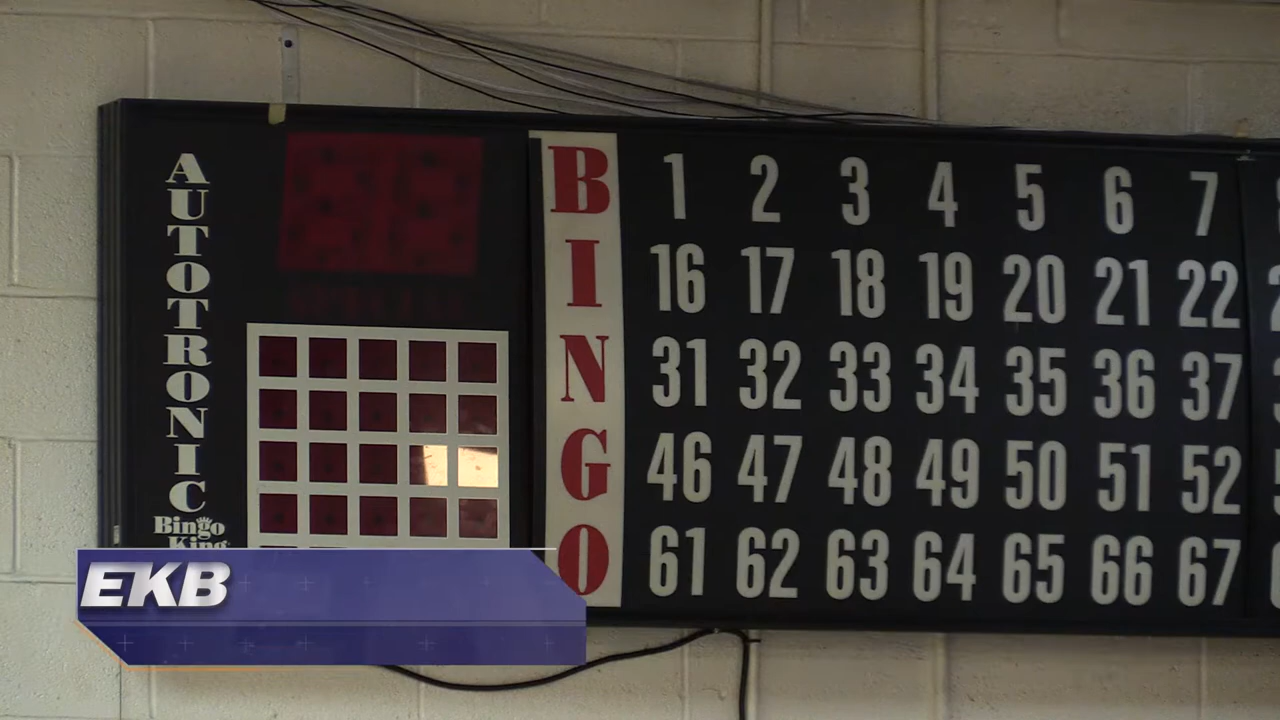 AUTOTRONIC
Bingo
King
B 1 2 3 4 5 6 7
I 16 17 18 19 20 21 22
N 31 32 33 34 35 36 37
G 46 47 48 49 50 51 52
O 61 62 63 64 65 66 67
EKB